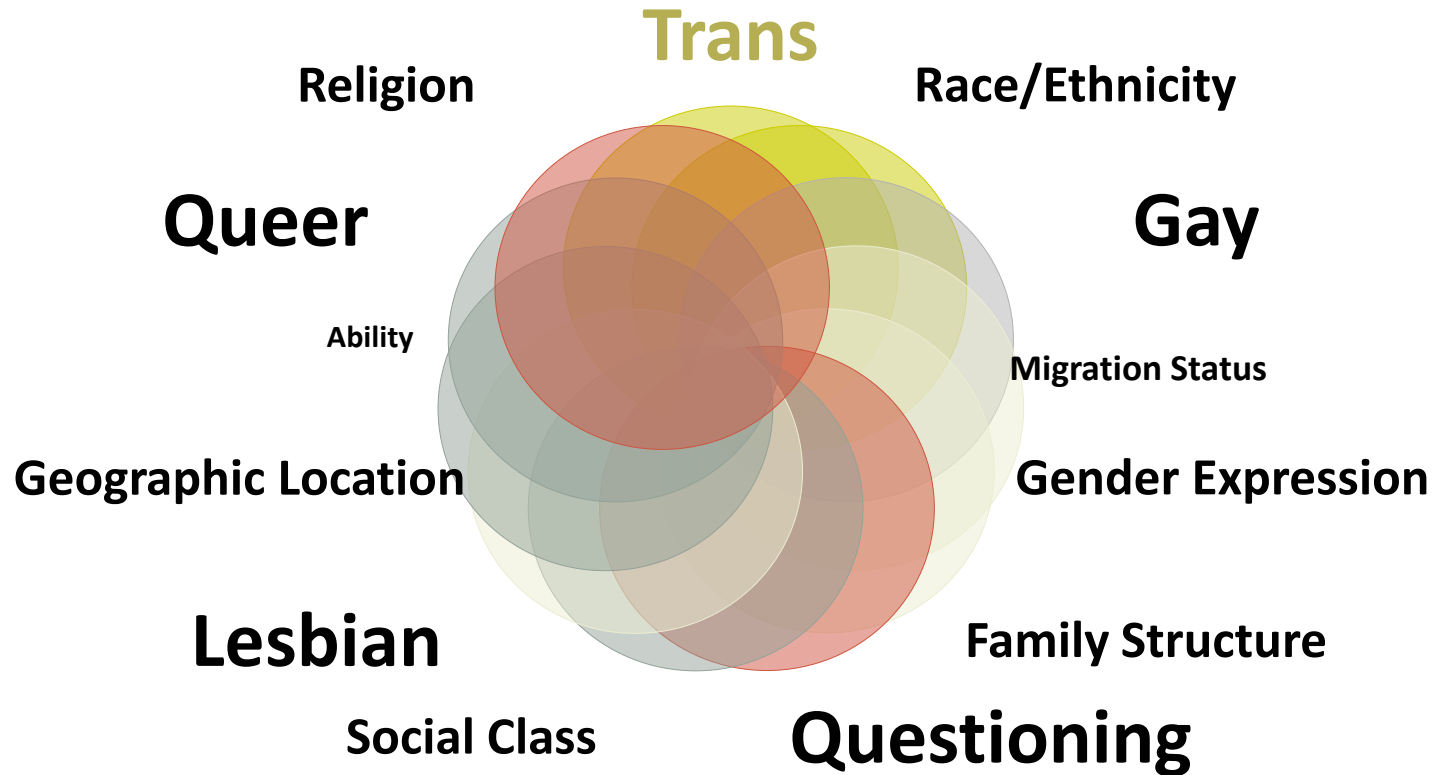 Trans
Religion
Race/Ethnicity
Queer
Gay
Ability
Migration Status
Geographic Location
Gender Expression
Lesbian
Family Structure
Social Class
Questioning